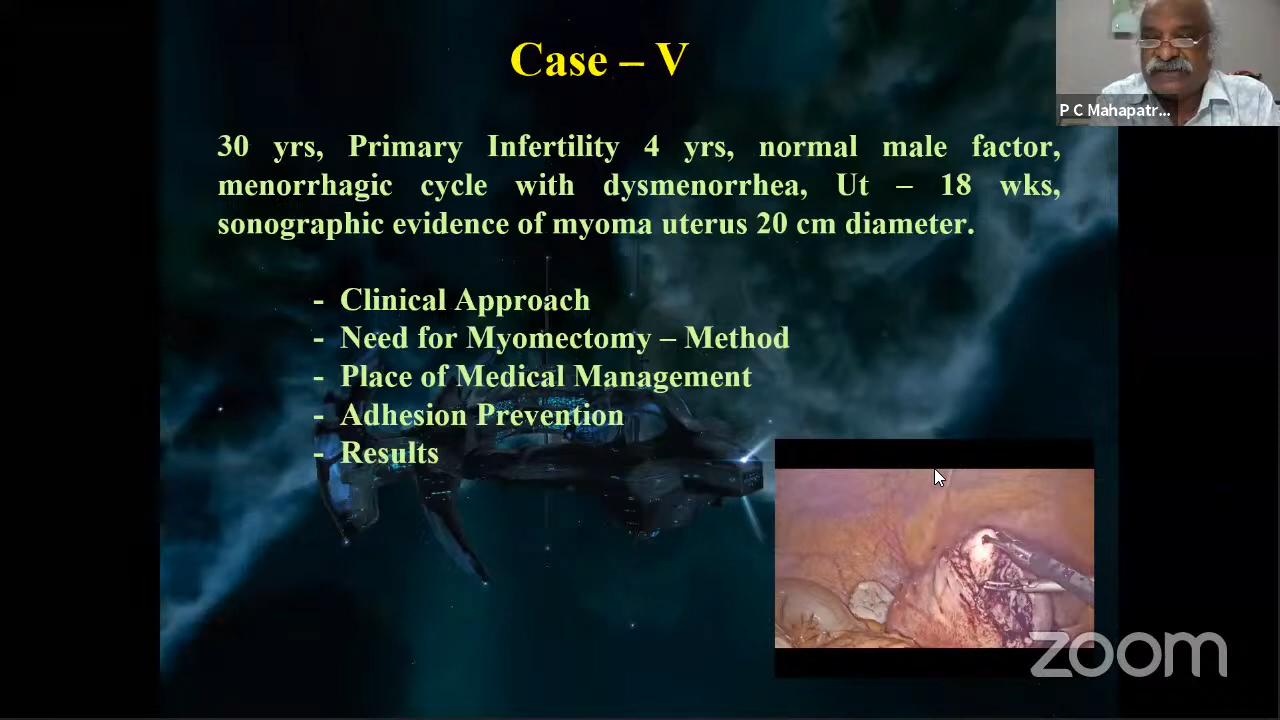 Case – V
P C Mahapatr...
30 yrs, Primary Infertility 4 yrs, normal male factor,
menorrhagic cycle with dysmenorrhea, Ut – 18 wks,
sonographic evidence of myoma uterus 20 cm diameter.
- Clinical Approach
- Need for Myomectomy – Method
- Place of Medical Management
- Adhesion Prevention
- Results
zoom